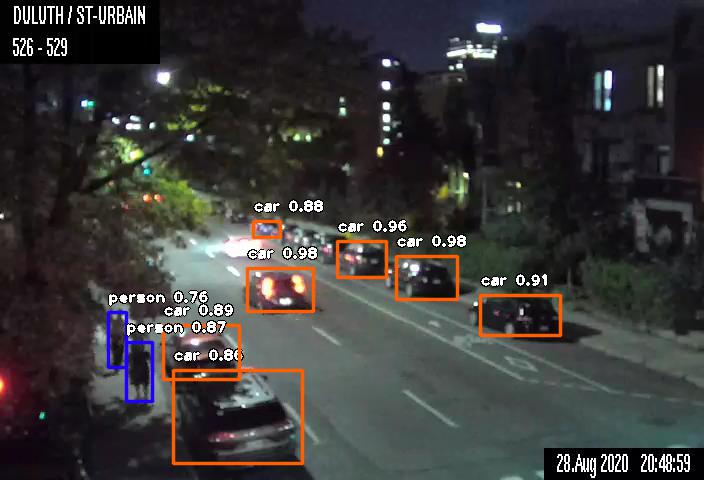 DULUTH / ST-URBAIN
526 - 529
car 0.88
car 0.96
car 0.98
car 0.98
car 0.91
person 0.76
car 0.89
person 0.87
car 0.86
28.Aug 2020 20:48:59